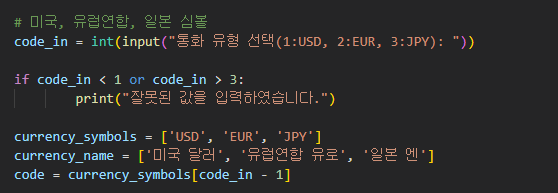 # 미국, 유럽연합, 일본 심볼
code_in = int(input("통화 유형 선택(1:USD, 2:EUR, 3:JPY): "))
if code_in < 1 or code_in > 3:
print("잘못된 값을 입력하였습니다.")
currency_symbols = ['USD', 'EUR', 'JPY']
currency_name = ['미국 달러', '유럽연합 유로', '일본 엔']
code = currency_symbols[code_in - 1]